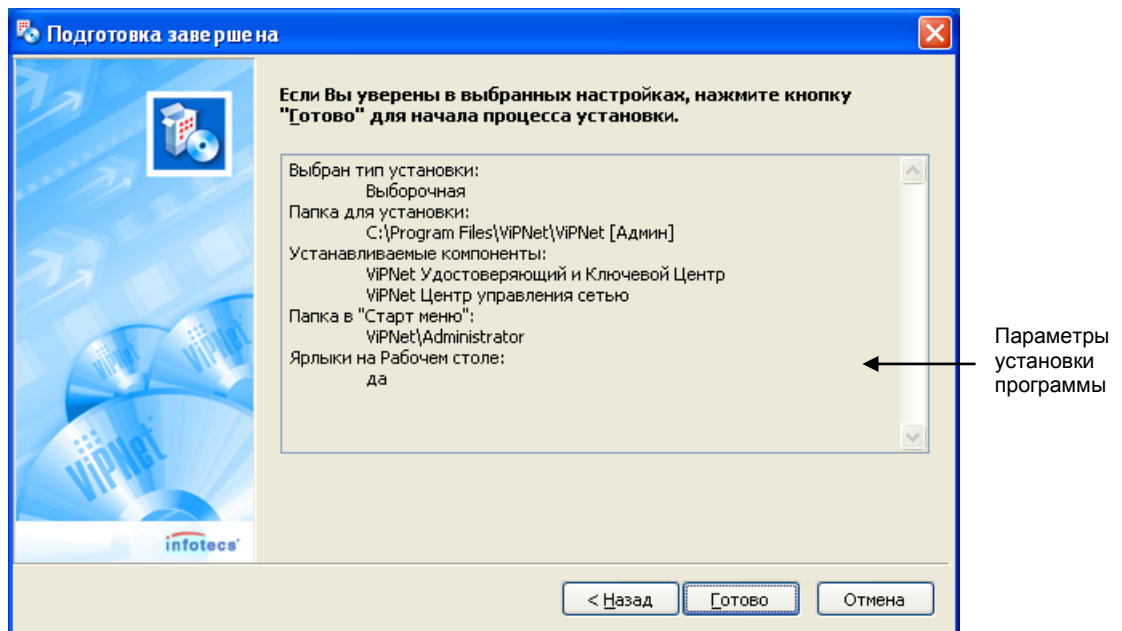 Подготовка завершена
Если Вы уверены в выбранных настройках, нажмите кнопку
"Готово" для начала процесса установки.
Выбран тип установки:
Выборочная
Папка для установки:
C:\Program Files\ViPNet\ViPNet [Админ]
Устанавливаемые компоненты:
ViPNet Удостоверяющий и Ключевой Центр
ViPNet Центр управления сетью
Папка в "Старт меню":
ViPNet\Administrator
Ярлыки на Рабочем столе:
да
Параметры
установки
программы
ViPNet
ViPNet
ViPNet
infotecs
< Назад
Готово
Отмена